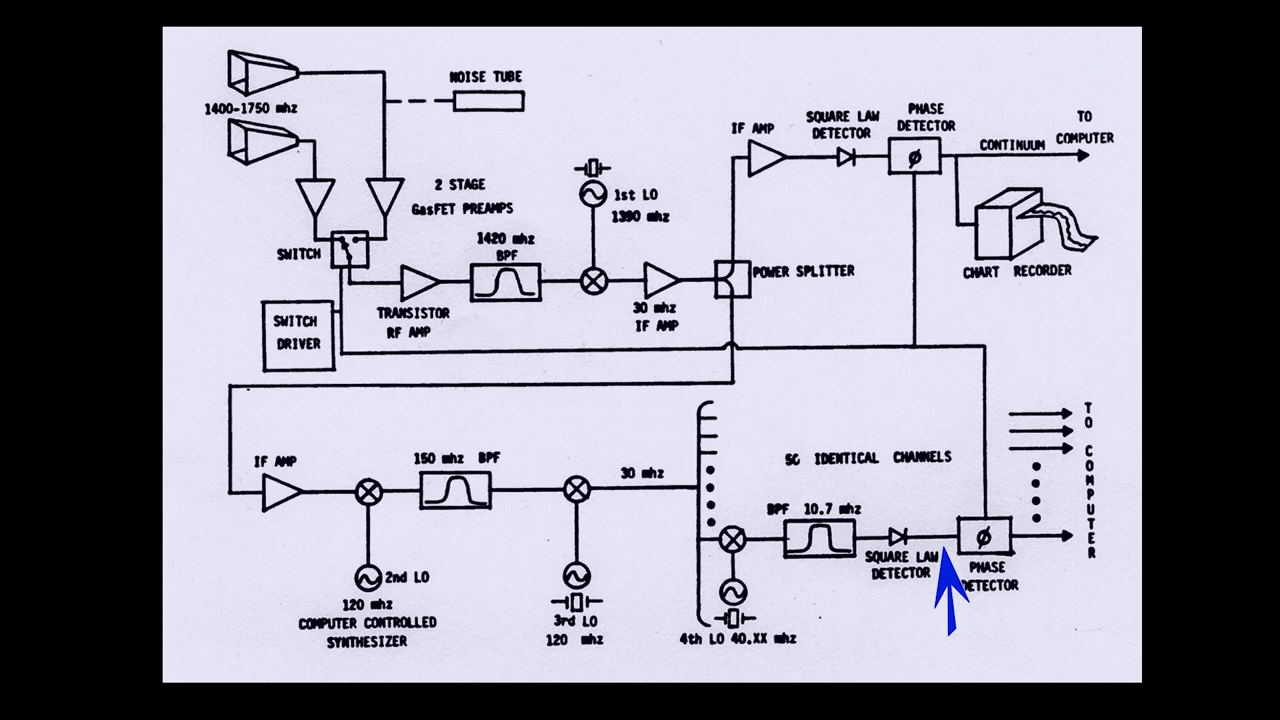 NOISE TUBE
1400-1750 mhz
2 STAGE
GasFET PREAMPS
SWITCH
SWITCH
DRIVER
TRANSISTOR
RF AMP
1420 mhz
BPF
1st LO
1390 mhz
30 mhz
IF AMP
POWER SPLITTER
IF AMP
SQUARE LAW
DETECTOR
PHASE
DETECTOR
ϕ
CONTINUUM
TO
COMPUTER
CHART RECORDER
IF AMP
2nd LO
120 mhz
COMPUTER CONTROLLED
SYNTHESIZER
150 mhz BPF
3rd LO
120 mhz
30 mhz
50 IDENTICAL CHANNELS
BPF 10.7 mhz
4th LO 40.XX mhz
SQUARE LAW
DETECTOR
ϕ
PHASE
DETECTOR
TO COMPUTER